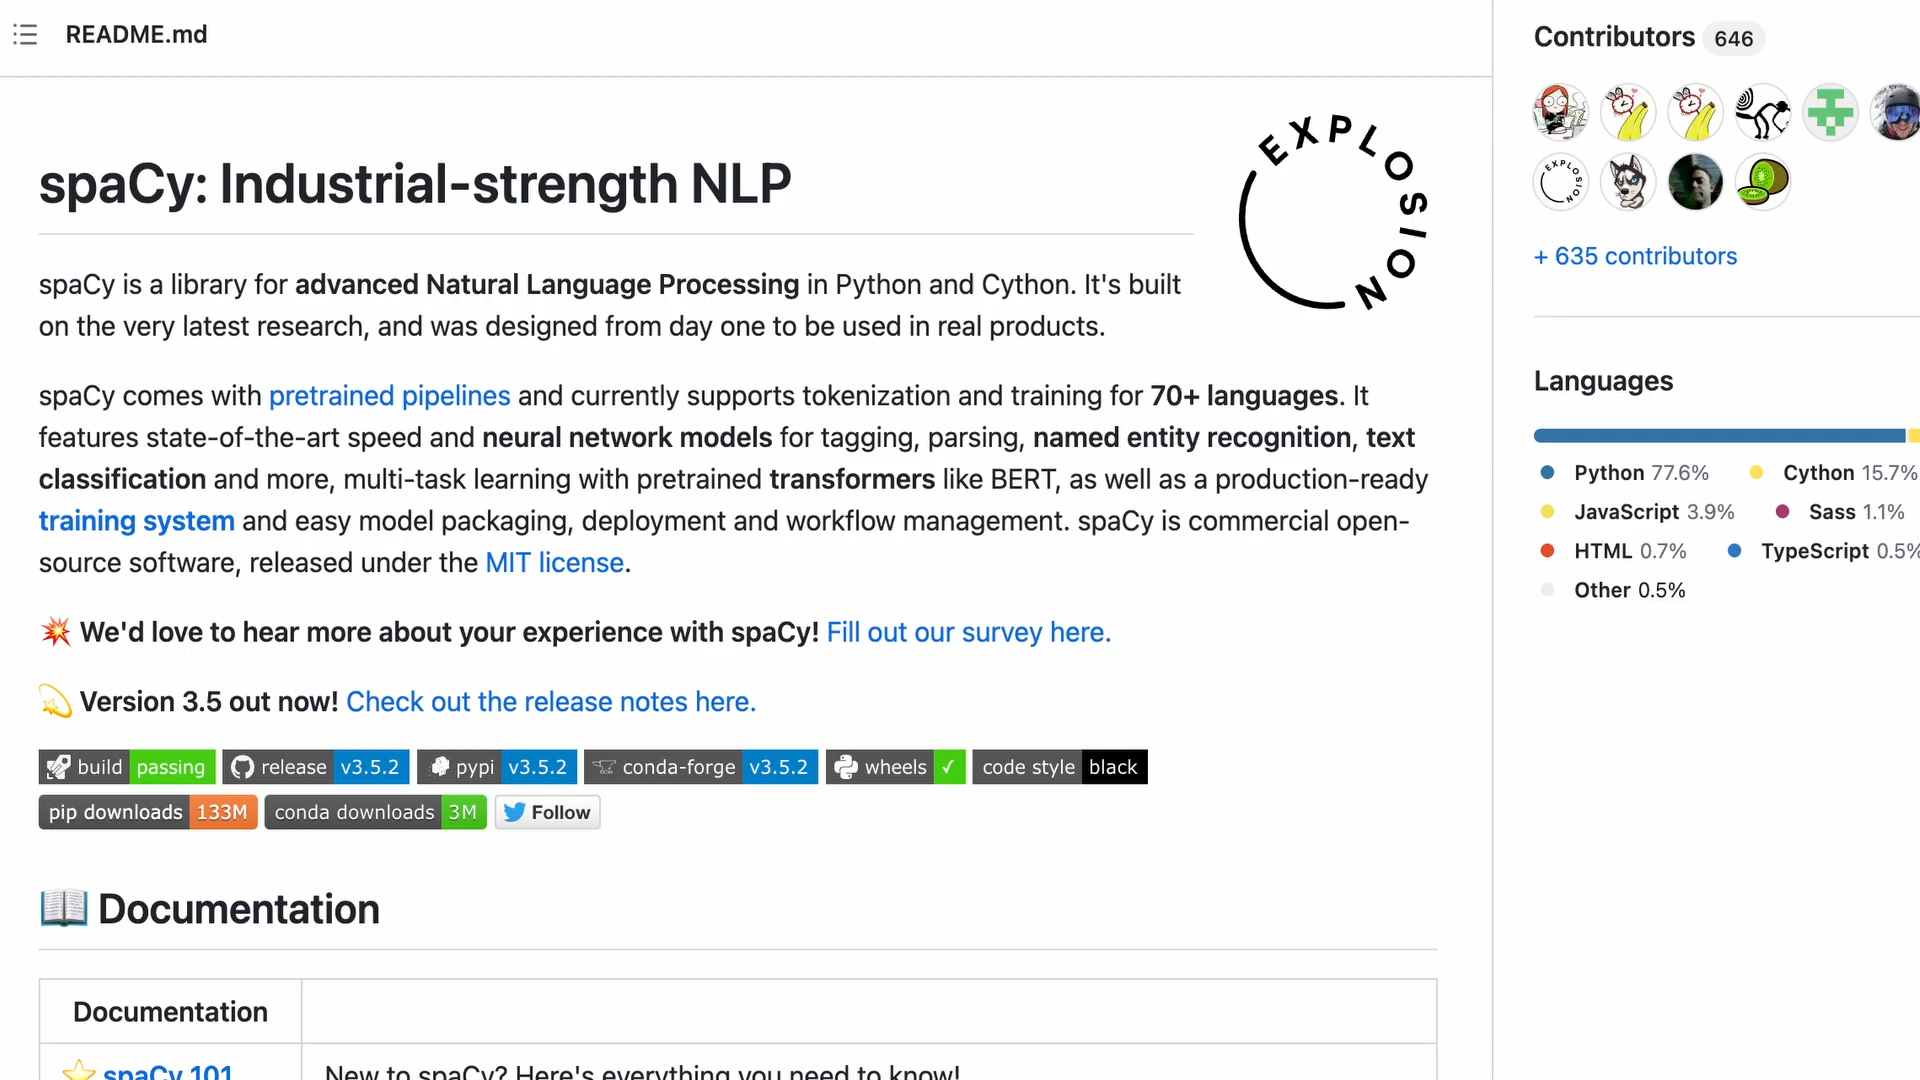 README.md
EXPLOSION
spaCy: Industrial-strength NLP
spaCy is a library for advanced Natural Language Processing in Python and Cython. It's built
on the very latest research, and was designed from day one to be used in real products.
spaCy comes with pretrained pipelines and currently supports tokenization and training for 70+ languages. It
features state-of-the-art speed and neural network models for tagging, parsing, named entity recognition, text
classification and more, multi-task learning with pretrained transformers like BERT, as well as a production-ready
training system and easy model packaging, deployment and workflow management. spaCy is commercial open-
source software, released under the MIT license.
💥 We'd love to hear more about your experience with spaCy! Fill out our survey here.
💫 Version 3.5 out now! Check out the release notes here.
build passing release v3.5.2 pypi v3.5.2 conda-forge v3.5.2 wheels ✓ code style black
pip downloads 133M conda downloads 3M Follow
📖 Documentation
Documentation
⭐ spaCy 101 New to spaCy? Here's everything you need to know!
Contributors 646
EXPLOSION
+ 635 contributors
Languages
Python 77.6% Cython 15.7%
JavaScript 3.9% Sass 1.1%
HTML 0.7% TypeScript 0.5%
Other 0.5%